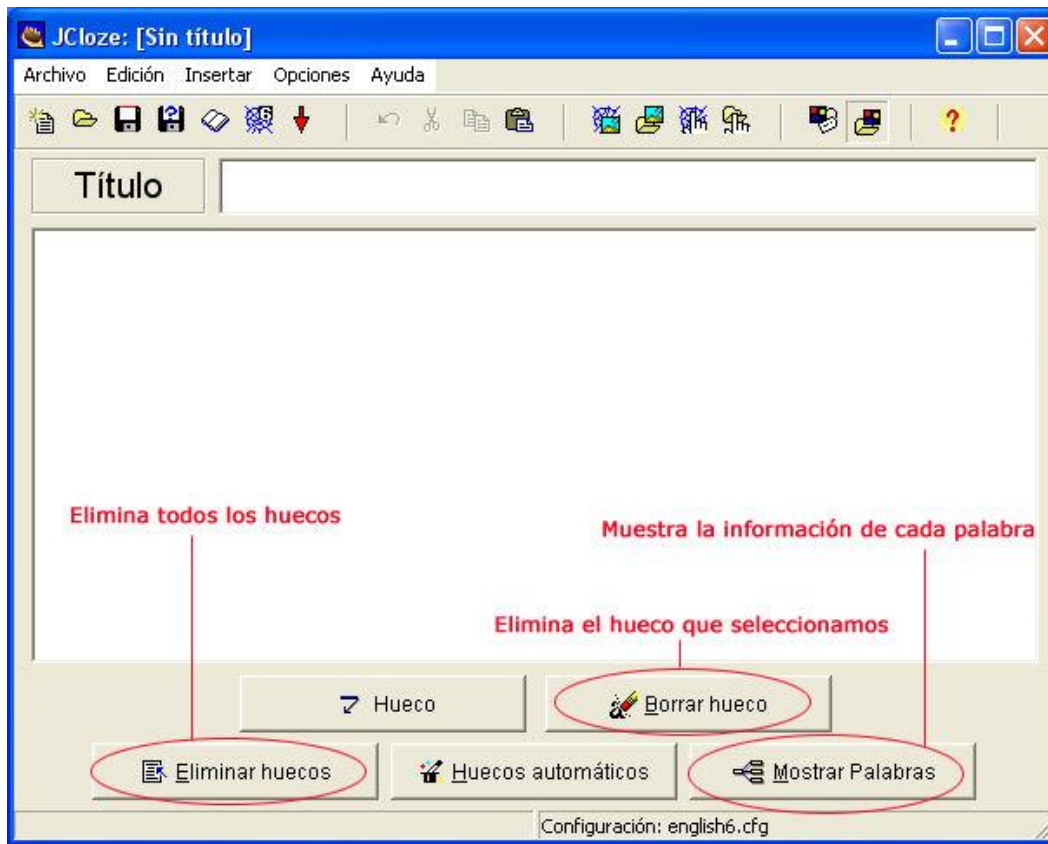 JCloze: [Sin título]
Archivo Edición Insertar Opciones Ayuda
Título
Elimina todos los huecos
Muestra la información de cada palabra
Elimina el hueco que seleccionamos
Hueco
Borrar hueco
Eliminar huecos
Huecos automáticos
Mostrar Palabras
Configuración: english6.cfg